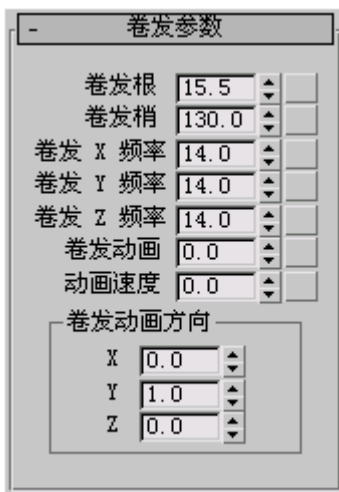 - 卷发参数
卷发根 15.5
卷发梢 130.0
卷发 X 频率 14.0
卷发 Y 频率 14.0
卷发 Z 频率 14.0
卷发动画 0.0
动画速度 0.0
卷发动画方向
X 0.0
Y 1.0
Z 0.0